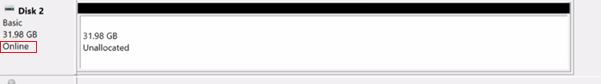 Disk 2
Basic
31.98 GB
Online
31.98 GB
Unallocated